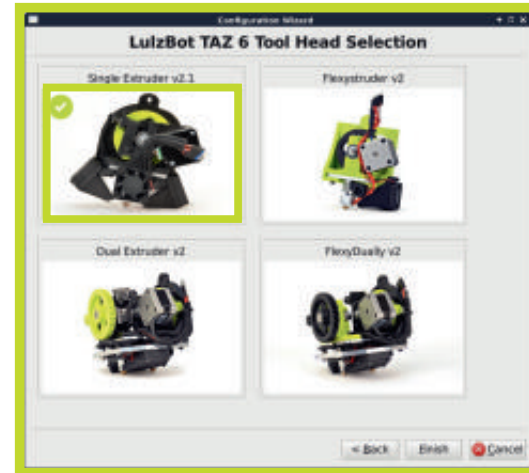 Configuration Wizard
LulzBot TAZ 6 Tool Head Selection
Single Extruder v2.1
Flexystruder v2
Dual Extruder v2
FlexyDually v2
< Back
Finish
Cancel